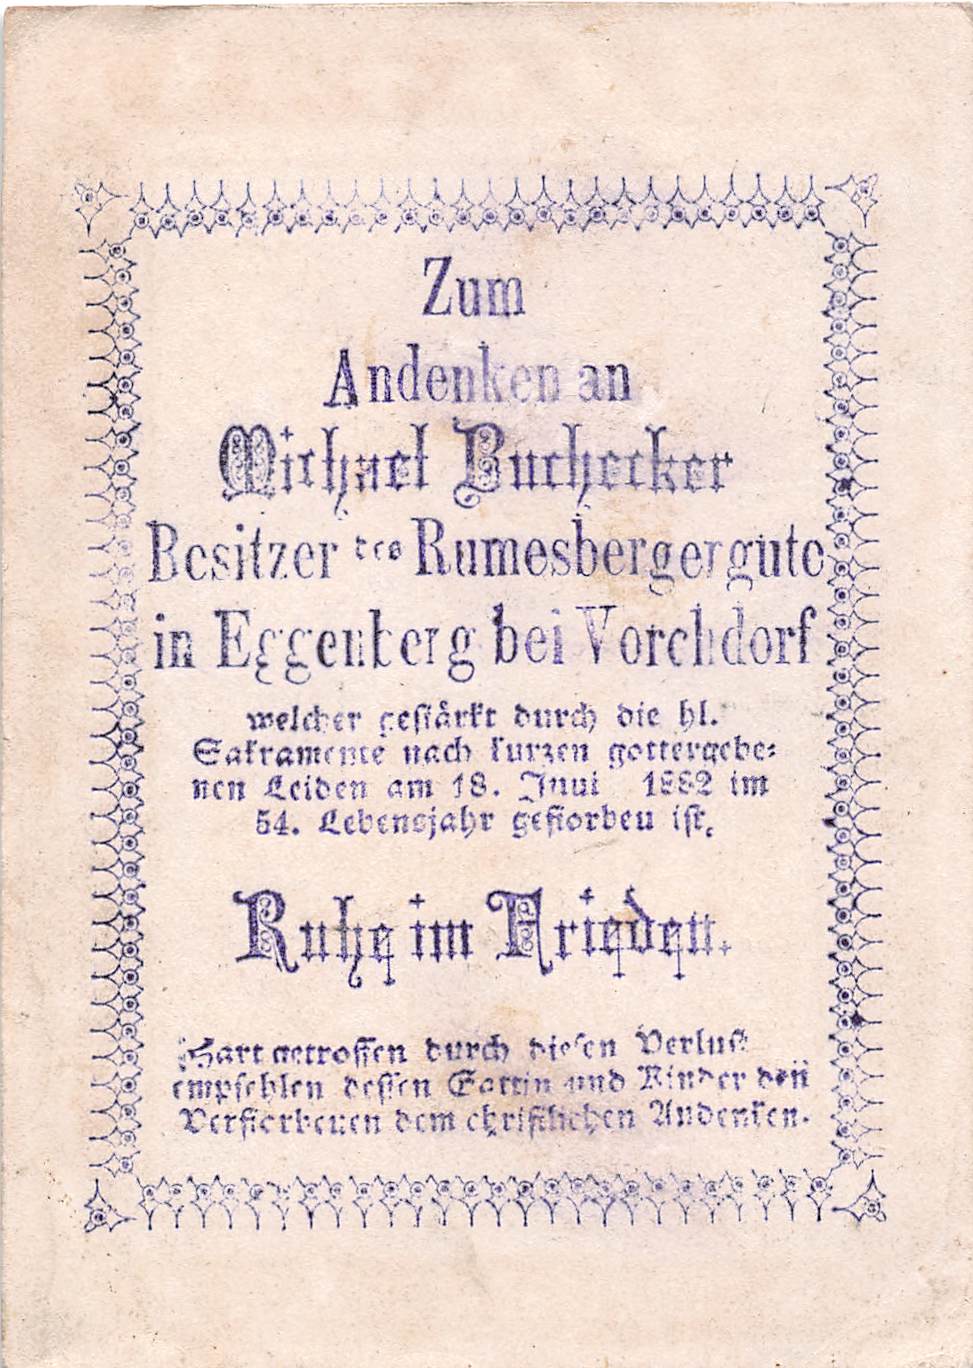 Zum
Andenken an
Michael Buchecker
Besitzer des Rumesbergergute
in Eggenberg bei Vorchdorf
welcher gestärkt durch die hl.
Sakramente nach kurzen gottergebe-
nen Leiden am 18. Juni 1882 im
54. Lebensjahr gestorben ist.
Ruhe im Frieden.
Hart getroffen durch diesen Verlust
empfehlen dessen Gattin und Kinder den
Verstorbenen dem christlichen Andenken.